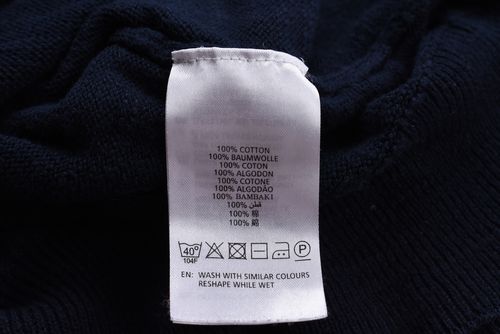 100% COTTON
100% BAUMWOLLE
100% COTON
100% ALGODON
100% COTONE
100% ALGODÃO
100% BAMBAKI
100% قطن
100% 棉
100% 綿
40°
104F
EN: WASH WITH SIMILAR COLOURS
RESHAPE WHILE WET